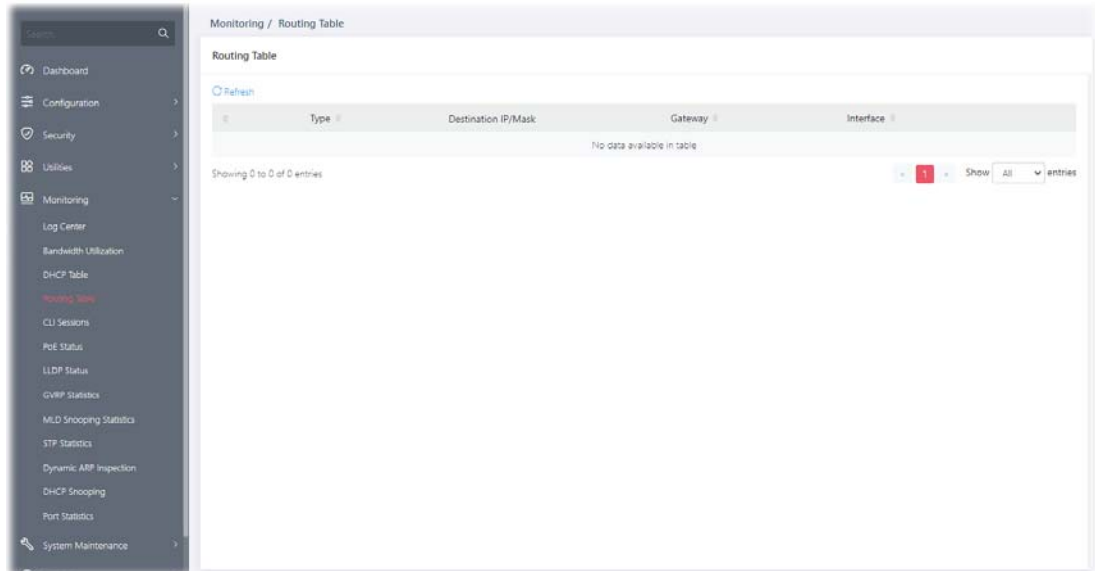 Search
Dashboard
Configuration
Security
Utilities
Monitoring
Log Center
Bandwidth Utilization
DHCP Table
Routing Table
CLI Sessions
PoE Status
LLDP Status
GVRP Statistics
MLD Snooping Statistics
STP Statistics
Dynamic ARP Inspection
DHCP Snooping
Port Statistics
System Maintenance
Monitoring / Routing Table
Routing Table
Refresh
Type Destination IP/Mask Gateway Interface
No data available in table
Showing 0 to 0 of 0 entries « 1 » Show All entries